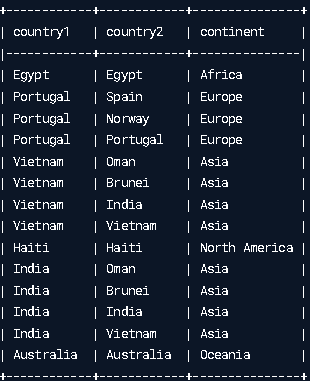 +------------+------------+---------------+
| country1 | country2 | continent |
|------------+------------+---------------|
| Egypt | Egypt | Africa |
| Portugal | Spain | Europe |
| Portugal | Norway | Europe |
| Portugal | Portugal | Europe |
| Vietnam | Oman | Asia |
| Vietnam | Brunei | Asia |
| Vietnam | India | Asia |
| Vietnam | Vietnam | Asia |
| Haiti | Haiti | North America |
| India | Oman | Asia |
| India | Brunei | Asia |
| India | India | Asia |
| India | Vietnam | Asia |
| Australia | Australia | Oceania |
+------------+------------+---------------+